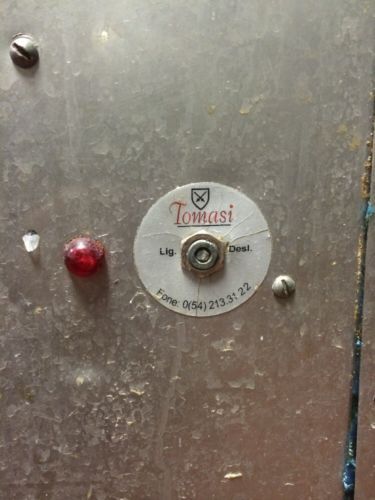 Tomasi
Lig. Desl.
Fone: 0(54) 213.31 22